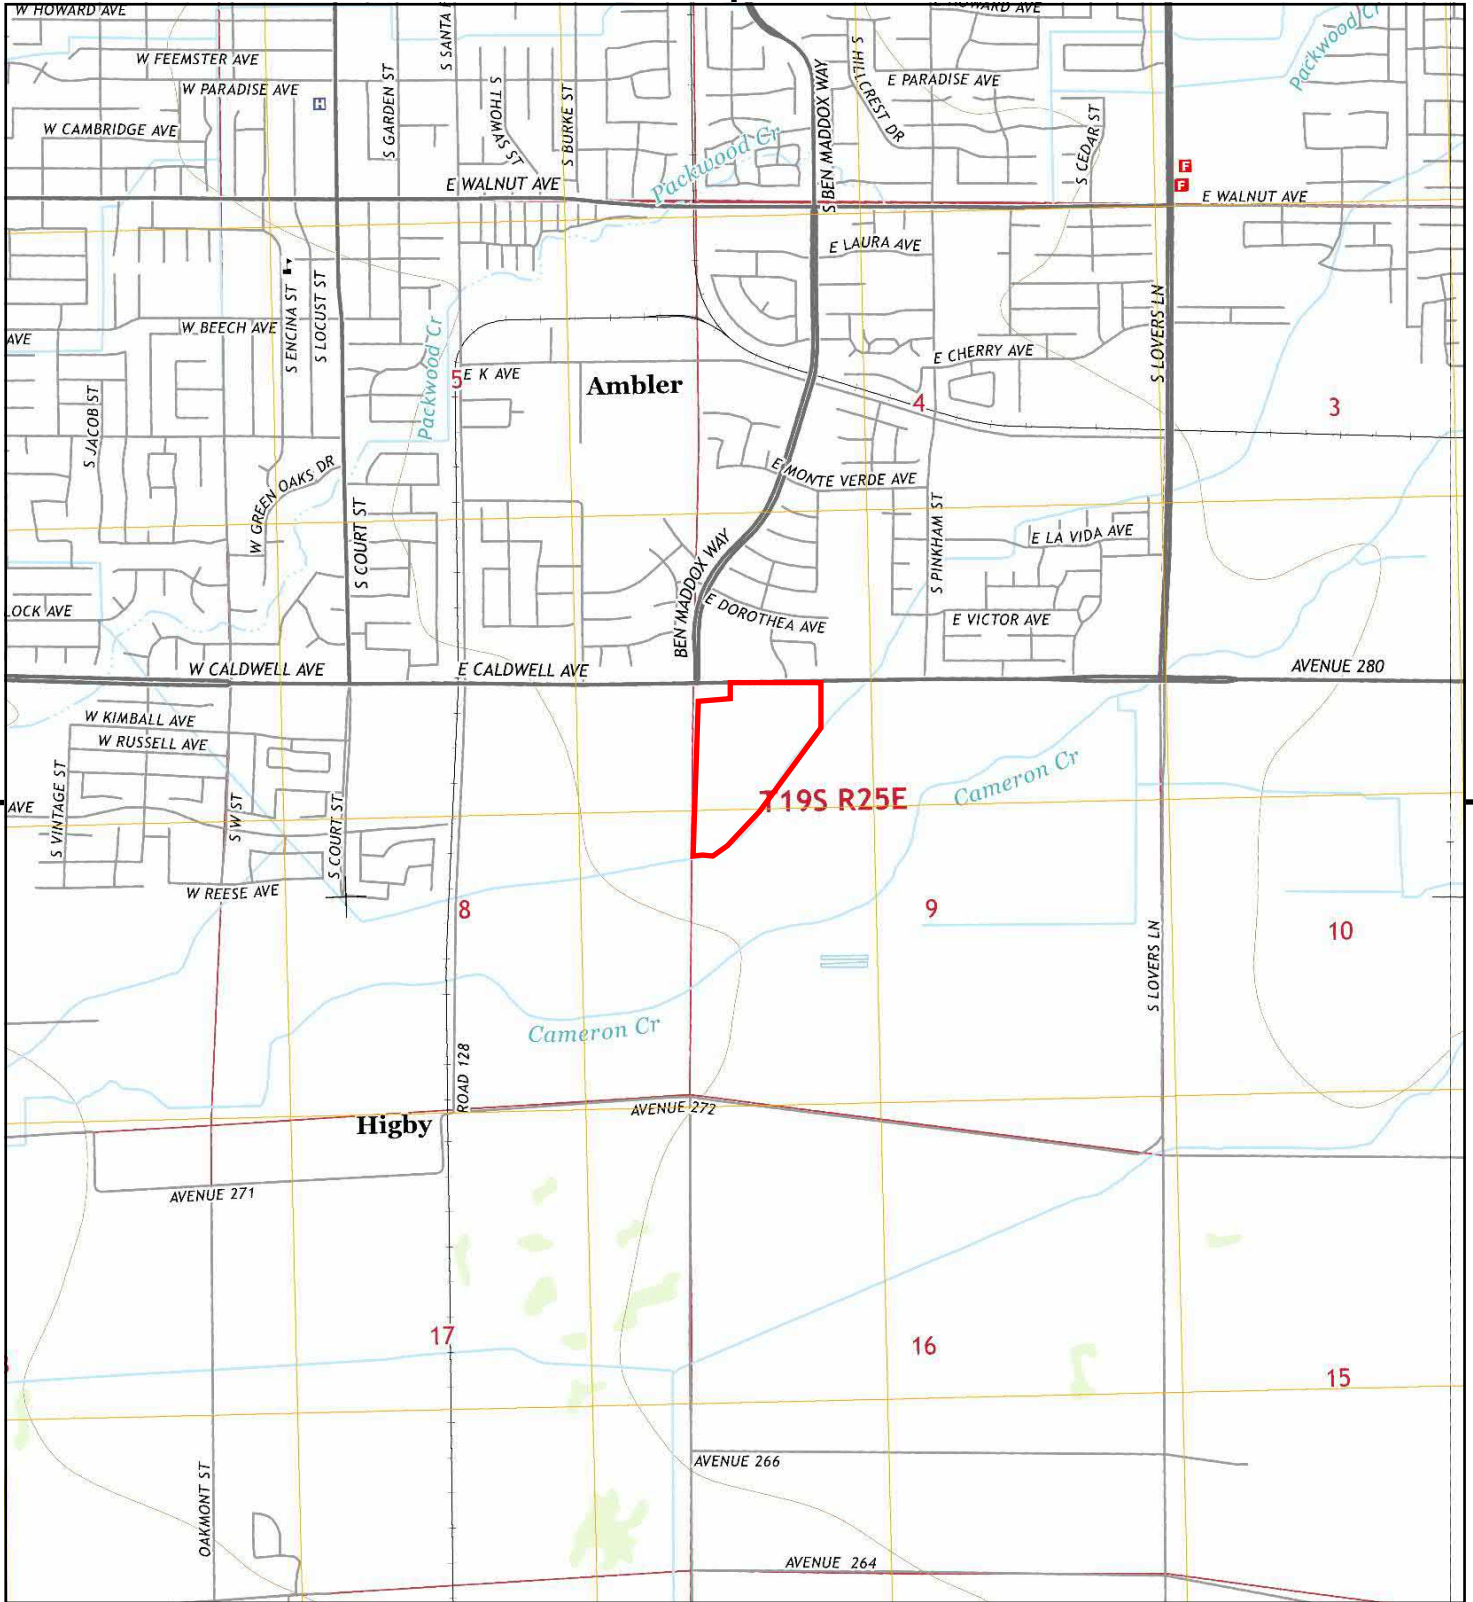 W HOWARD AVE
E HOWARD AVE
Packwood Cr
S SANTA F
W FEEMSTER AVE
W PARADISE AVE
H
S GARDEN ST
S THOMAS ST
S BURKE ST
S BEN MADDOX WAY
S HILLCREST DR
E PARADISE AVE
W CAMBRIDGE AVE
S CEDAR ST
Packwood Cr
F
F
E WALNUT AVE
E WALNUT AVE
E LAURA AVE
S ENCINA ST
S LOCUST ST
W BEECH AVE
AVE
Packwood Cr
S LOVERS LN
E CHERRY AVE
5
E K AVE
Ambler
4
3
S JACOB ST
W GREEN OAKS DR
E MONTE VERDE AVE
S COURT ST
S PINKHAM ST
E LA VIDA AVE
BEN MADDOX WAY
LOCK AVE
E DOROTHEA AVE
E VICTOR AVE
W CALDWELL AVE
E CALDWELL AVE
AVENUE 280
W KIMBALL AVE
W RUSSELL AVE
S VINTAGE ST
S W ST
S COURT ST
AVE
T19S R25E
Cameron Cr
W REESE AVE
8
9
10
S LOVERS LN
Cameron Cr
ROAD 128
AVENUE 272
Higby
AVENUE 271
17
16
15
OAKMONT ST
AVENUE 266
AVENUE 264